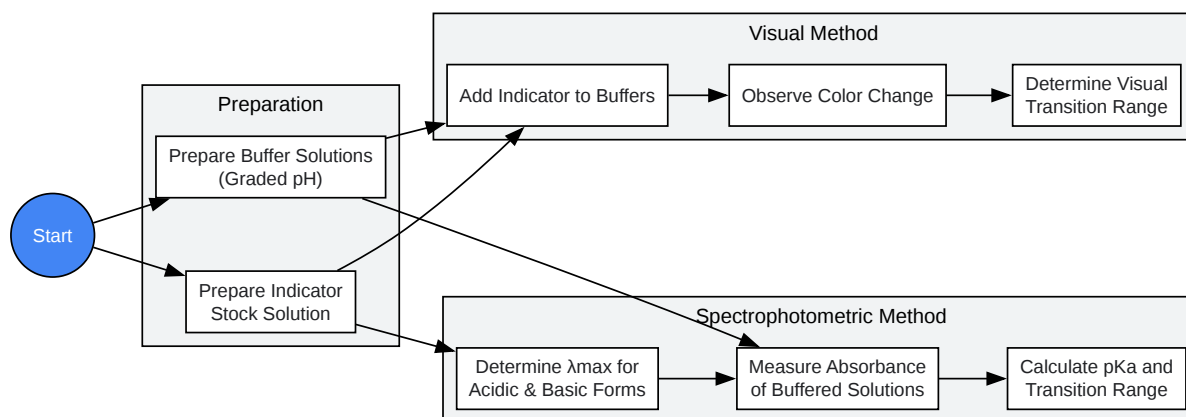 Start
Preparation
Prepare Buffer Solutions
(Graded pH)
Prepare Indicator
Stock Solution
Visual Method
Add Indicator to Buffers
Observe Color Change
Determine Visual
Transition Range
Spectrophotometric Method
Determine λmax for
Acidic & Basic Forms
Measure Absorbance
of Buffered Solutions
Calculate pKa and
Transition Range